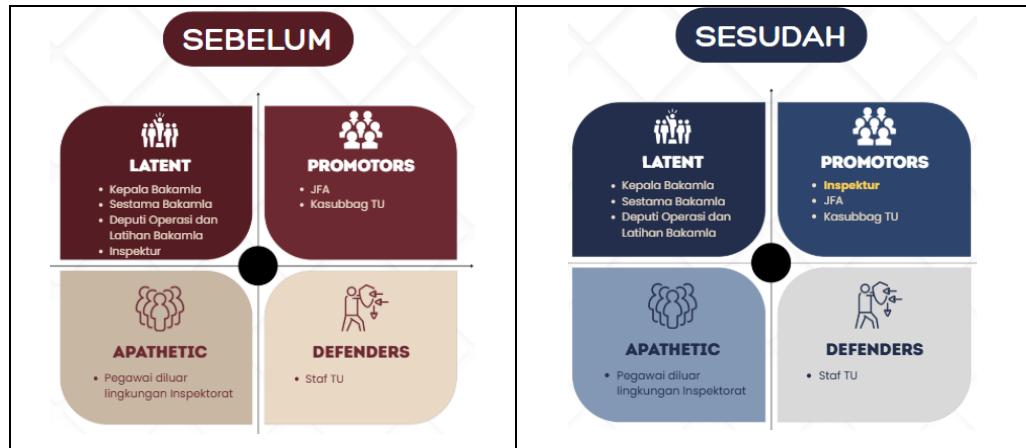 SEBELUM
LATENT
• Kepala Bakamla
• Sestama Bakamla
• Deputi Operasi dan
Latihan Bakamla
• Inspektur
PROMOTORS
• JFA
• Kasubbag TU
APATHETIC
• Pegawai diluar
lingkungan Inspektorat
DEFENDERS
• Staf TU
SESUDAH
LATENT
• Kepala Bakamla
• Sestama Bakamla
• Deputi Operasi dan
Latihan Bakamla
PROMOTORS
• Inspektur
• JFA
• Kasubbag TU
APATHETIC
• Pegawai diluar
lingkungan Inspektorat
DEFENDERS
• Staf TU